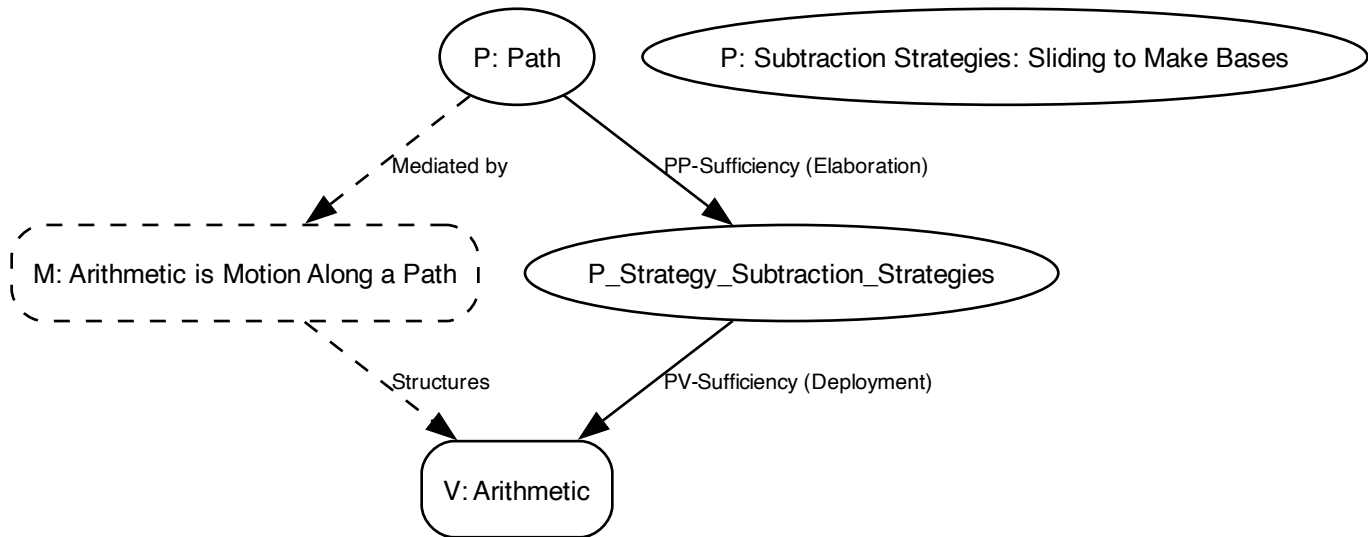 P: Path
P: Subtraction Strategies: Sliding to Make Bases
Mediated by
PP-Sufficiency (Elaboration)
M: Arithmetic is Motion Along a Path
P_Strategy_Subtraction_Strategies
Structures
PV-Sufficiency (Deployment)
V: Arithmetic